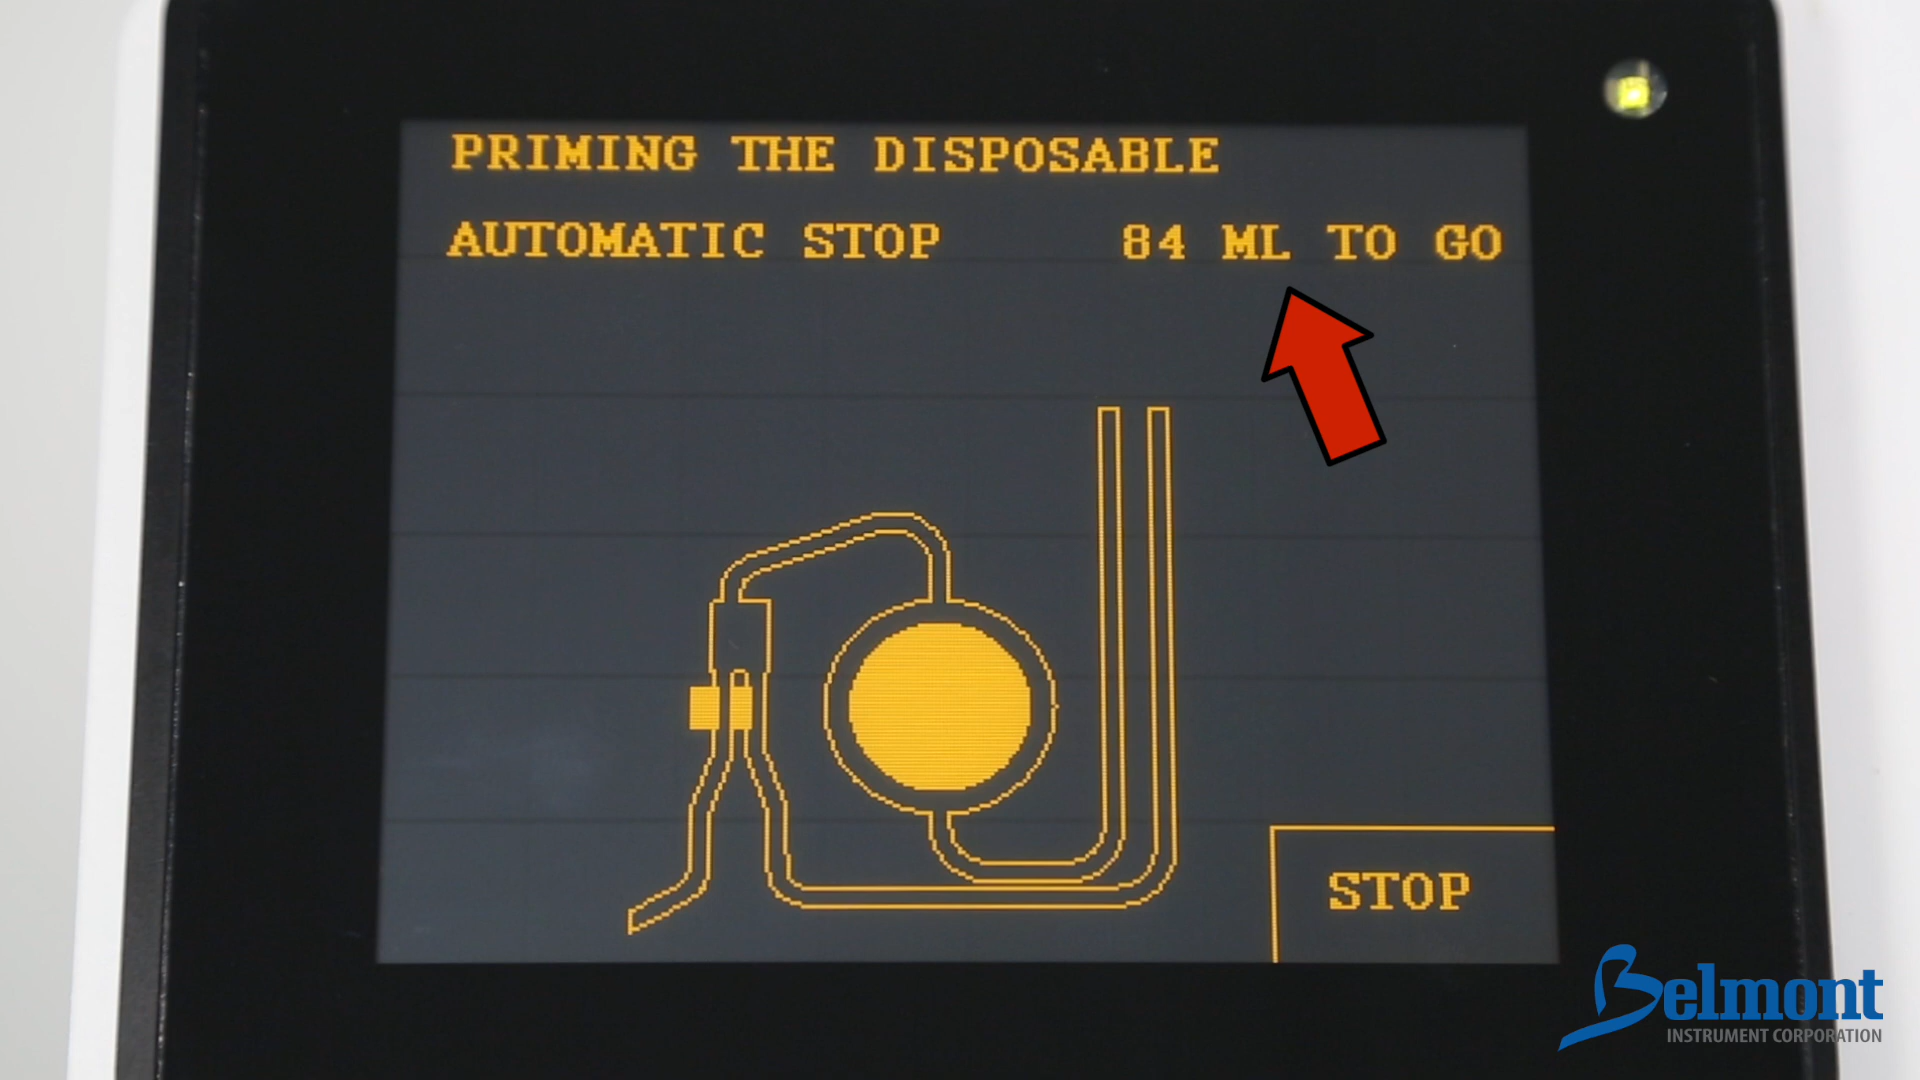 PRIMING THE DISPOSABLE
AUTOMATIC STOP 84 ML TO GO
STOP
Belmont
INSTRUMENT CORPORATION